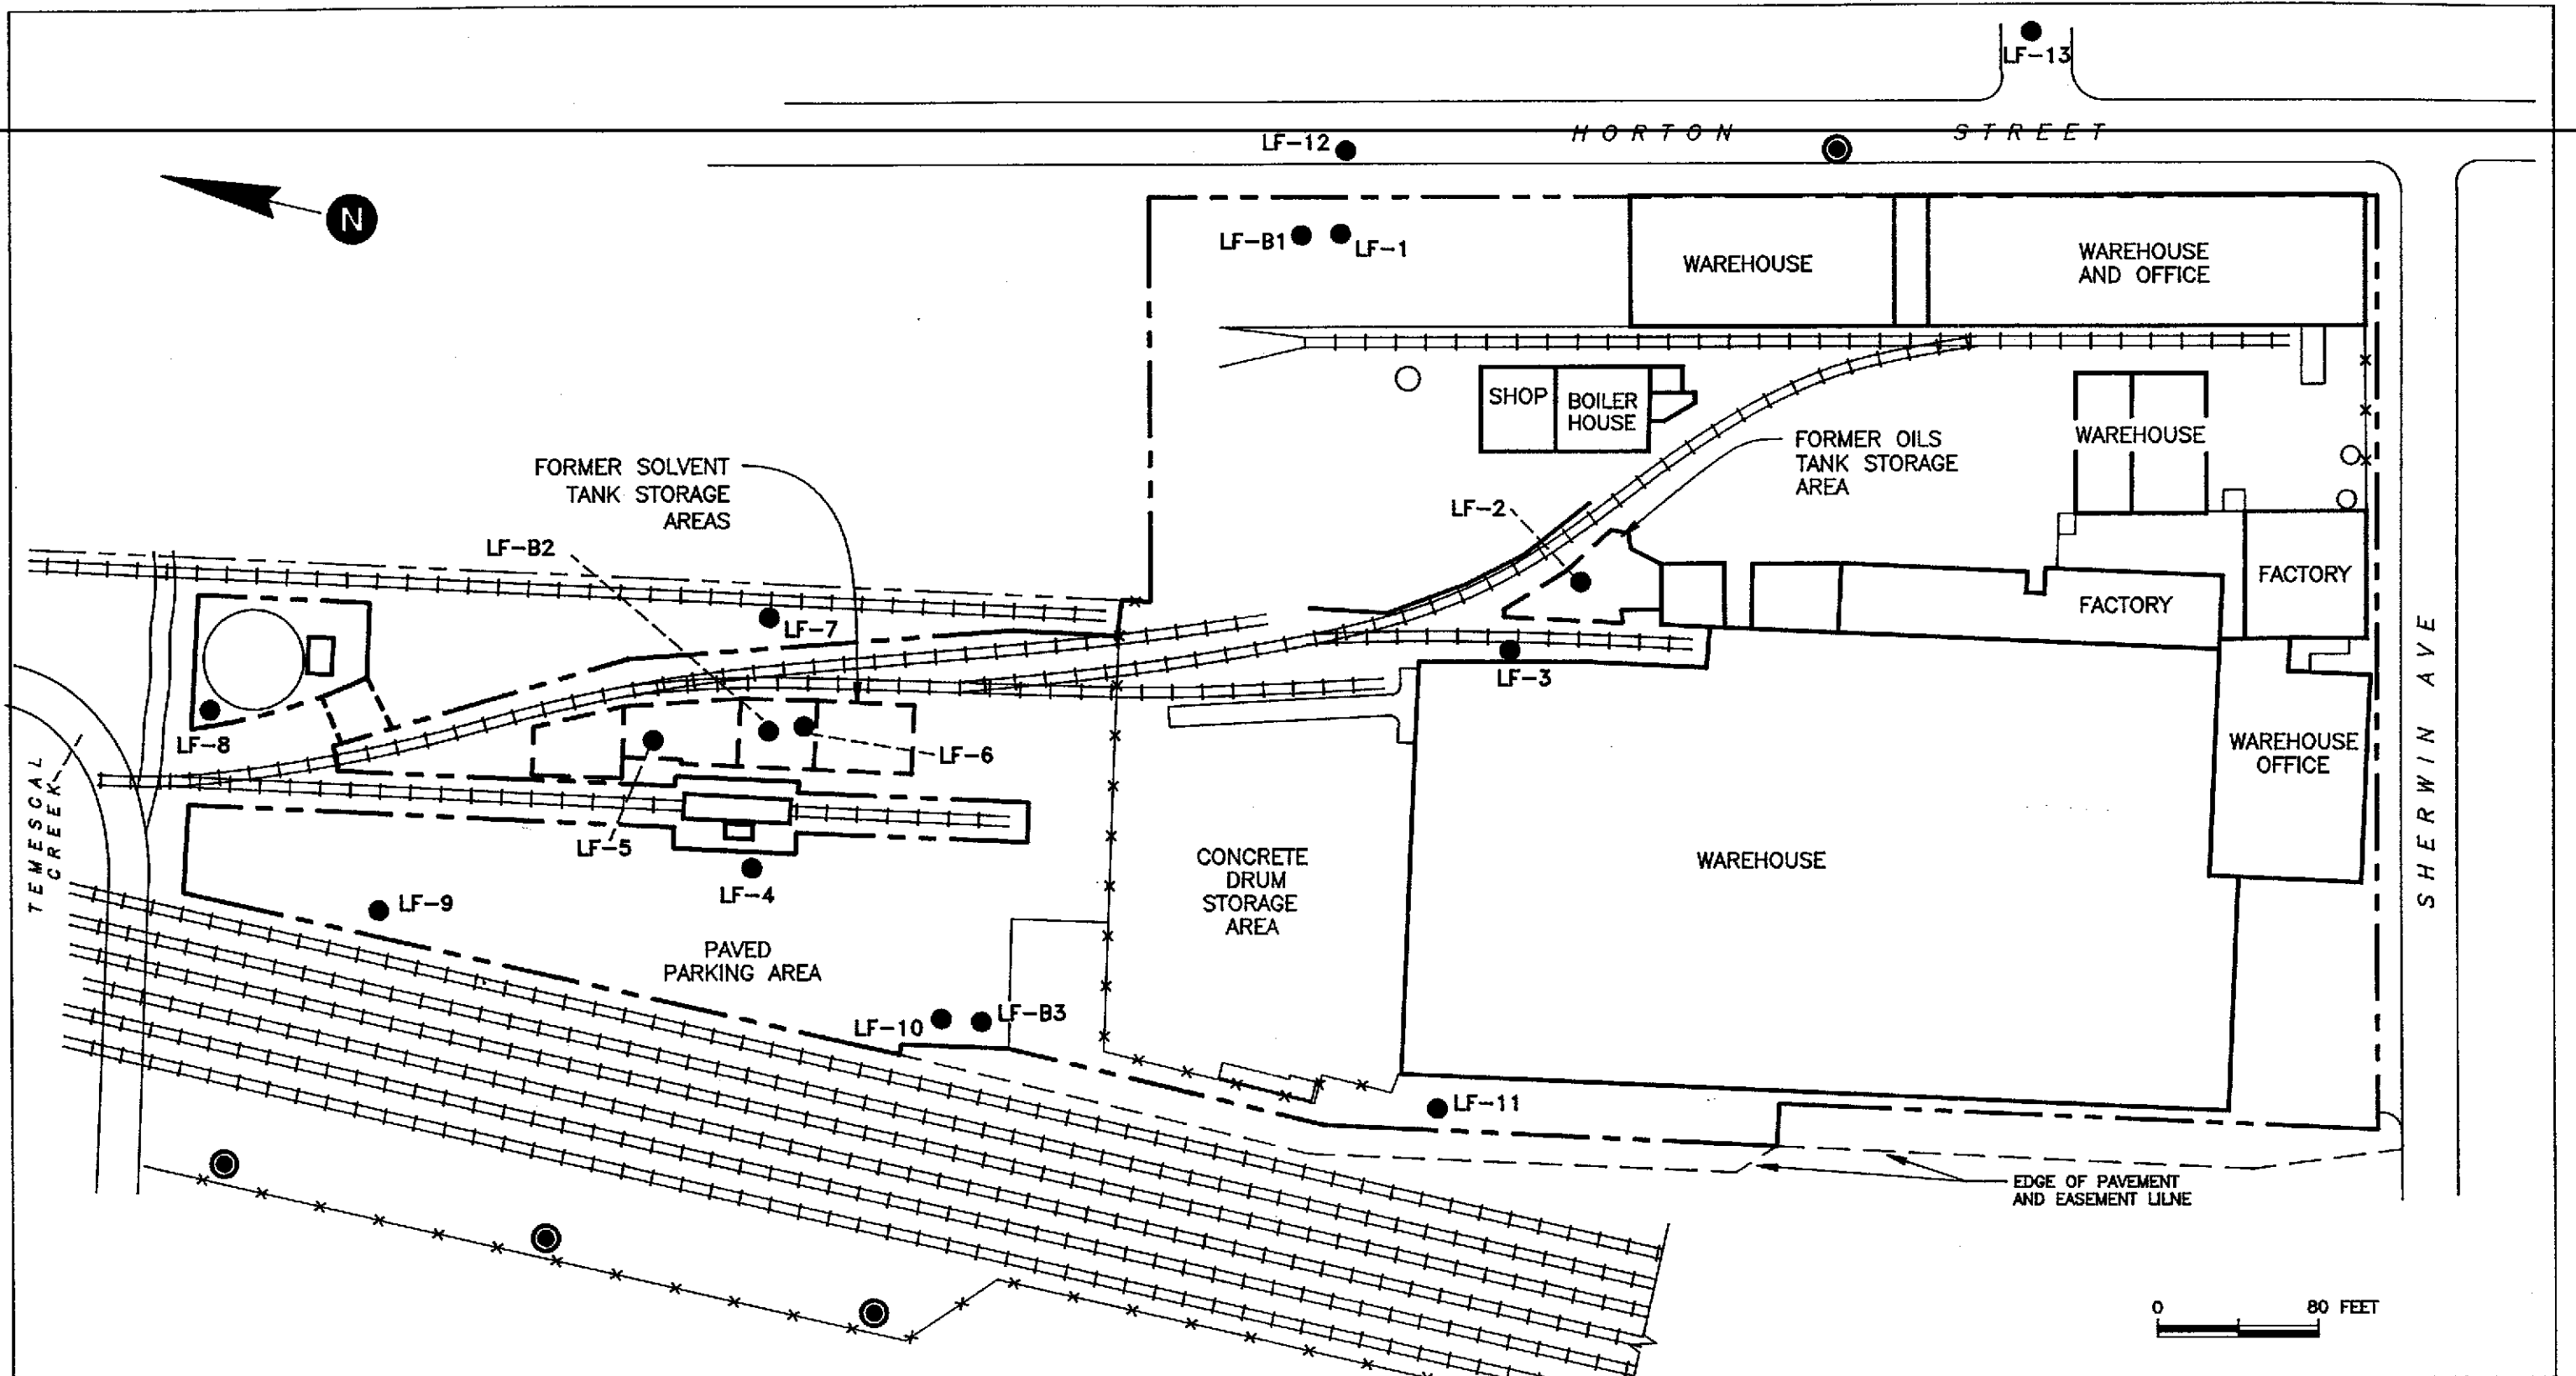 LF-13
HORTON STREET
LF-12
N
LF-B1
LF-1
WAREHOUSE
WAREHOUSE
AND OFFICE
SHOP
BOILER
HOUSE
WAREHOUSE
FORMER OILS
TANK STORAGE
AREA
FORMER SOLVENT
TANK STORAGE
AREAS
LF-2
LF-B2
FACTORY
FACTORY
LF-7
LF-3
LF-8
LF-6
WAREHOUSE
OFFICE
SHERWIN AVE
TEMESCAL
CREEK
LF-5
LF-4
LF-9
CONCRETE
DRUM
STORAGE
AREA
WAREHOUSE
PAVED
PARKING AREA
LF-10
LF-B3
LF-11
EDGE OF PAVEMENT
AND EASEMENT LILNE
0 80 FEET